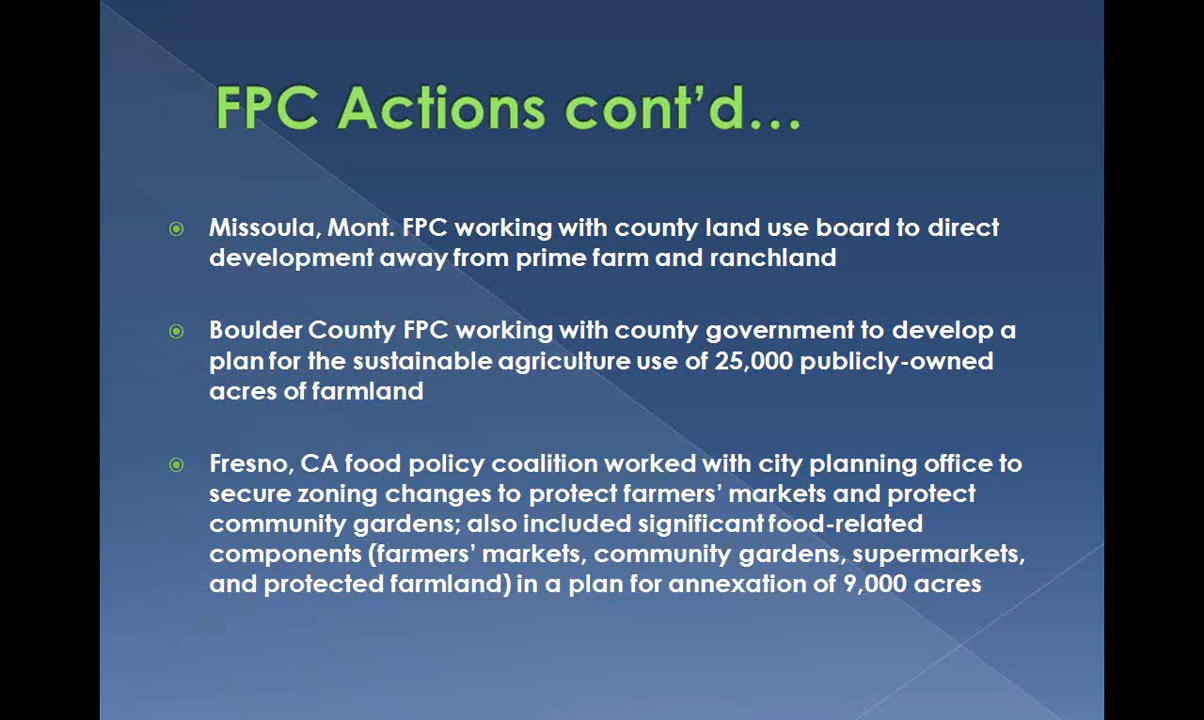 FPC Actions cont’d…
Missoula, Mont. FPC working with county land use board to direct
development away from prime farm and ranchland
Boulder County FPC working with county government to develop a
plan for the sustainable agriculture use of 25,000 publicly-owned
acres of farmland
Fresno, CA food policy coalition worked with city planning office to
secure zoning changes to protect farmers’ markets and protect
community gardens; also included significant food-related
components (farmers’ markets, community gardens, supermarkets,
and protected farmland) in a plan for annexation of 9,000 acres